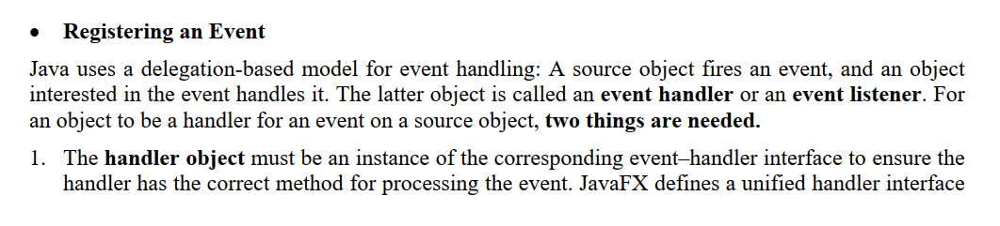 • Registering an Event
Java uses a delegation-based model for event handling: A source object fires an event, and an object
interested in the event handles it. The latter object is called an event handler or an event listener. For
an object to be a handler for an event on a source object, two things are needed.
1. The handler object must be an instance of the corresponding event–handler interface to ensure the
handler has the correct method for processing the event. JavaFX defines a unified handler interface